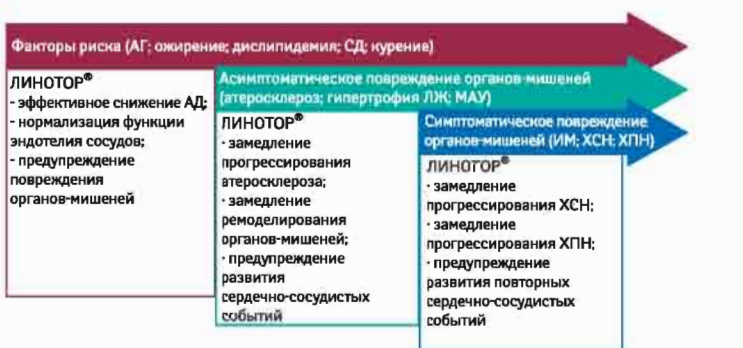 Факторы риска (АГ; ожирение; дислипидемия; СД; курение)
ЛИНОТОР®
- эффективное снижение АД;
- нормализация функции
эндотелия сосудов;
- предупреждение
повреждения
органов-мишеней
Асимптоматическое повреждение органов-мишеней
(атеросклероз; гипертрофия ЛЖ; МАУ)
ЛИНОТОР®
· замедление
прогрессирования
атеросклероза;
· замедление
ремоделирования
органов-мишеней;
· предупреждение
развития
сердечно-сосудистых
событий
Симптоматическое повреждение
органов-мишеней (ИМ; ХСН; ХПН)
ЛИНОТОР®
· замедление
прогрессирования ХСН;
· замедление
прогрессирования ХПН;
· предупреждение
развития повторных
сердечно-сосудистых
событий